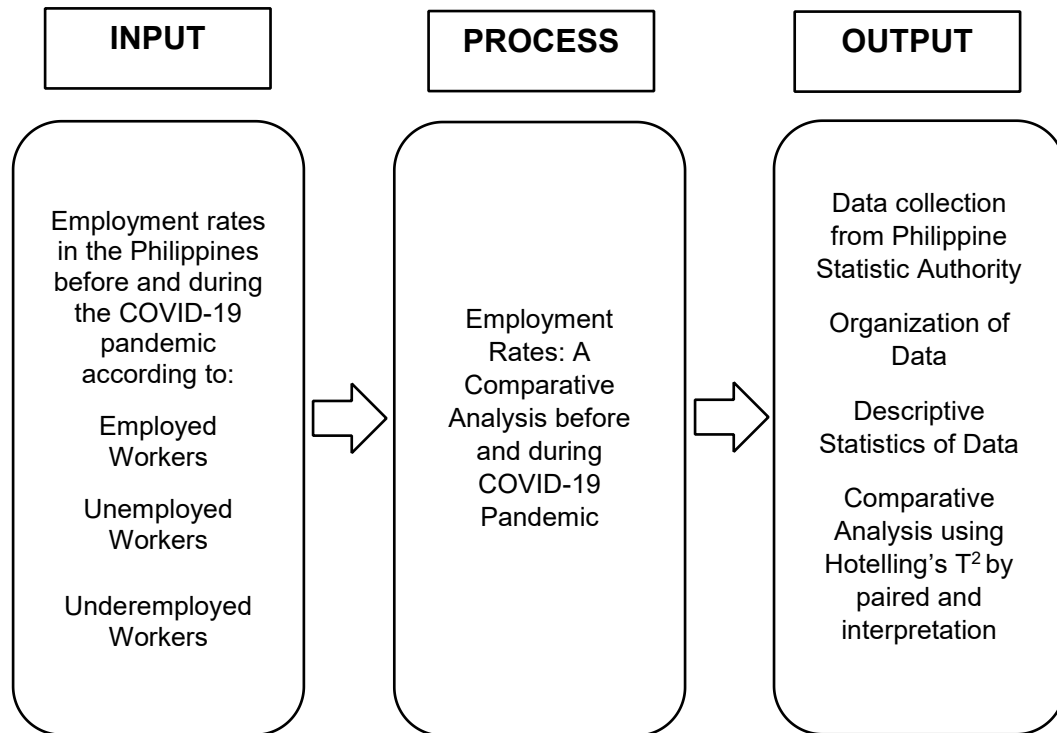 INPUT
PROCESS
OUTPUT
Employment rates
in the Philippines
before and during
the COVID-19
pandemic
according to:
Employed
Workers
Unemployed
Workers
Underemployed
Workers
Employment
Rates: A
Comparative
Analysis before
and during
COVID-19
Pandemic
Data collection
from Philippine
Statistic Authority
Organization of
Data
Descriptive
Statistics of Data
Comparative
Analysis using
Hotelling’s T² by
paired and
interpretation